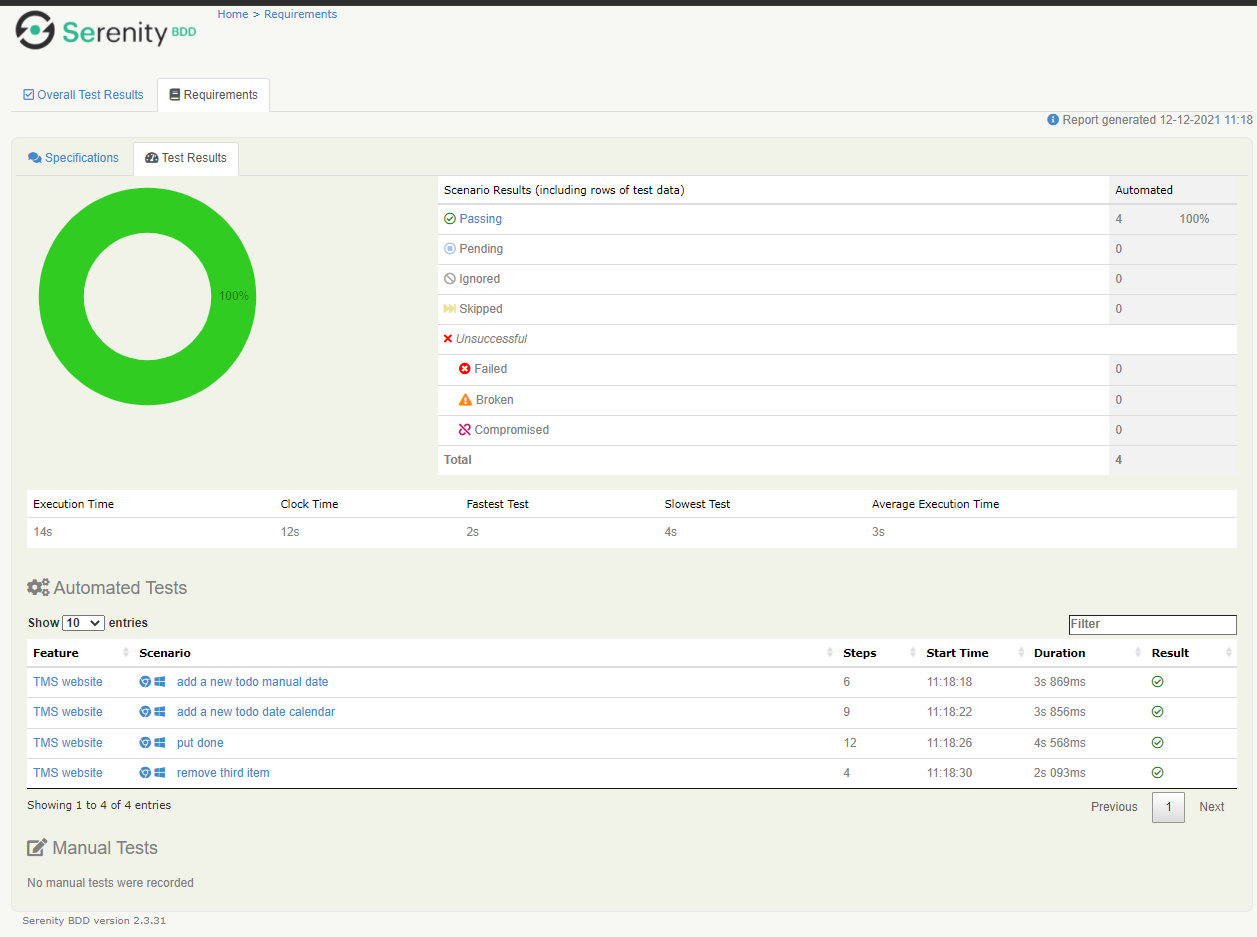 Serenity BDD
Home > Requirements
Overall Test Results Requirements
Report generated 12-12-2021 11:18
Specifications Test Results
100%
Scenario Results (including rows of test data) Automated
Passing 4 100%
Pending 0
Ignored 0
Skipped 0
Unsuccessful
Failed 0
Broken 0
Compromised 0
Total 4
Execution Time Clock Time Fastest Test Slowest Test Average Execution Time
14s 12s 2s 4s 3s
Automated Tests
Show 10 entries Filter
Feature Scenario Steps Start Time Duration Result
TMS website add a new todo manual date 6 11:18:18 3s 869ms
TMS website add a new todo date calendar 9 11:18:22 3s 856ms
TMS website put done 12 11:18:26 4s 568ms
TMS website remove third item 4 11:18:30 2s 093ms
Showing 1 to 4 of 4 entries Previous 1 Next
Manual Tests
No manual tests were recorded
Serenity BDD version 2.3.31